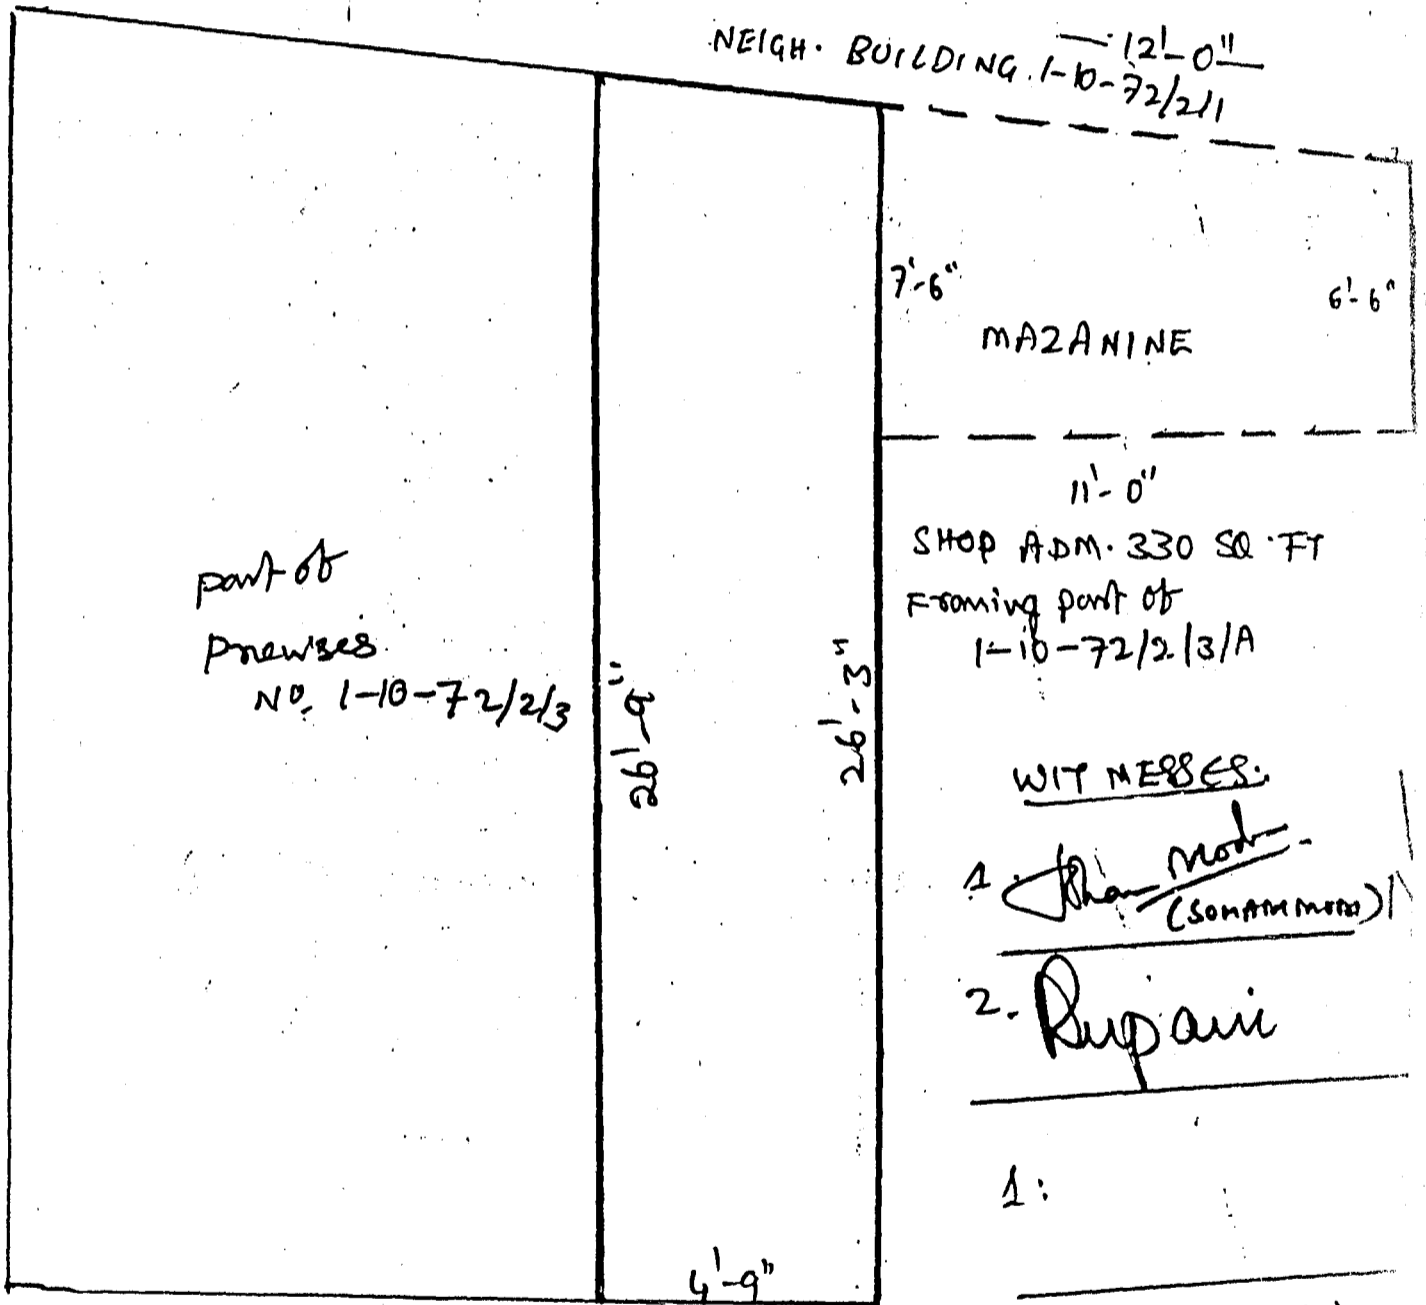 NEIGH. BUILDING. 1-10-72/2/1
12'-0"
7'-6"
6'-6"
MAZANINE
11'-0"
SHOP ADM. 330 SQ.FT
Froming part of
1-10-72/2/3/A
part of
Premises
No. 1-10-72/2/3
26'-9"
26'-3"
4'-9"
WITNESSES:
1. Modi
(SOHAM MODI)
2. Rupani
1: